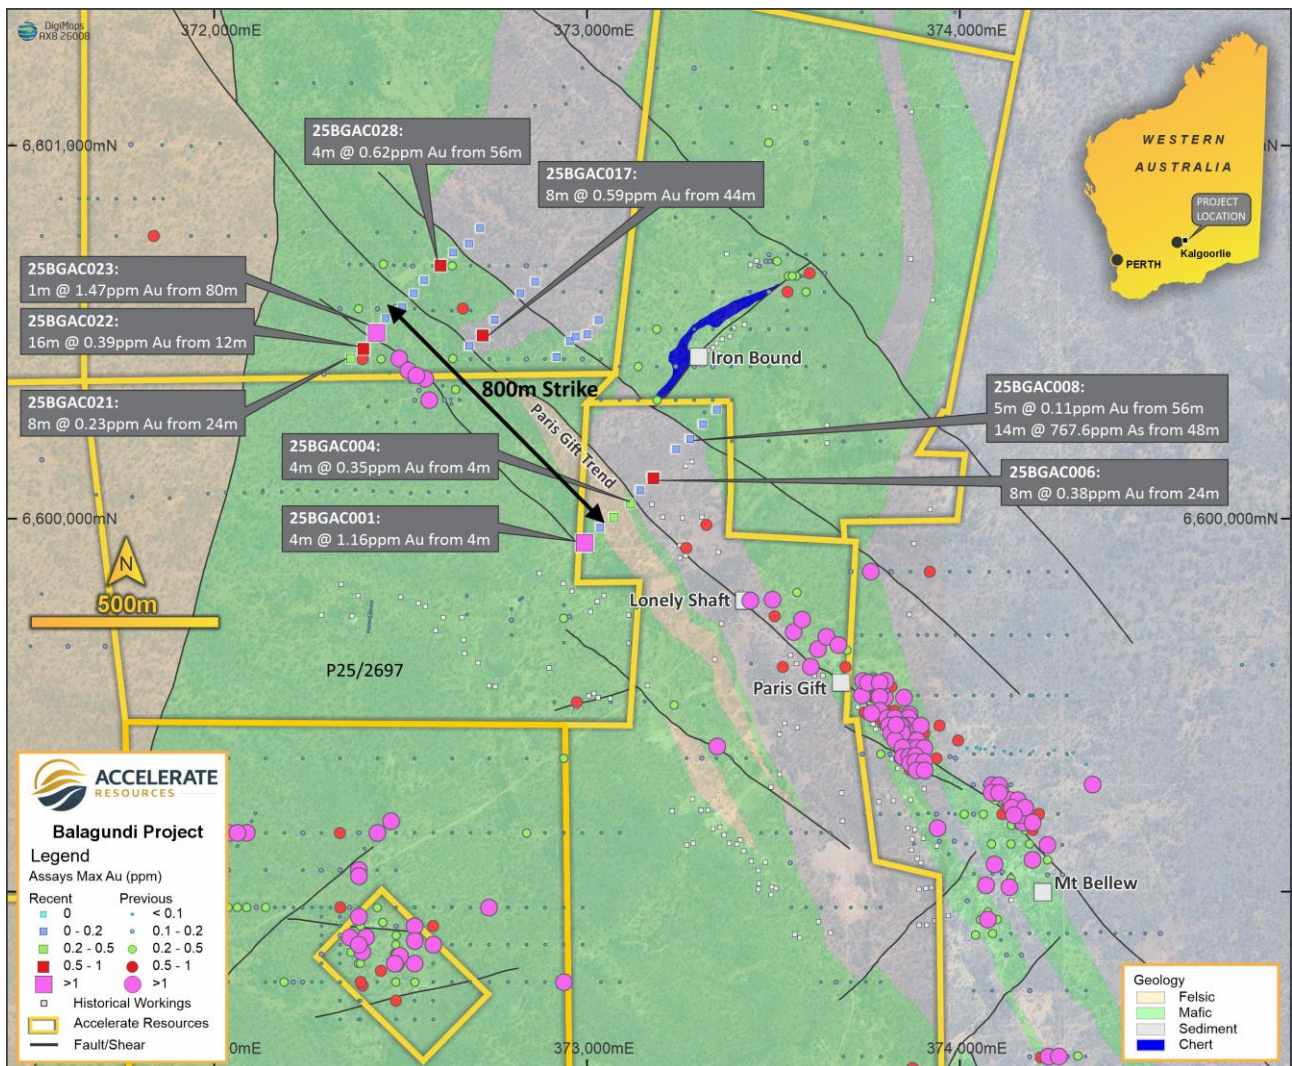 DigiMaps
AX8 26008
372,000mE
373,000mE
374,000mE
6,601,000mN
N
WESTERN
AUSTRALIA
PROJECT
LOCATION
Kalgoorlie
PERTH
25BGAC028:
4m @ 0.62ppm Au from 56m
25BGAC017:
8m @ 0.59ppm Au from 44m
25BGAC023:
1m @ 1.47ppm Au from 80m
25BGAC022:
16m @ 0.39ppm Au from 12m
25BGAC021:
8m @ 0.23ppm Au from 24m
Iron Bound
800m Strike
Paris Gift Trend
25BGAC008:
5m @ 0.11ppm Au from 56m
14m @ 767.6ppm As from 48m
25BGAC004:
4m @ 0.35ppm Au from 4m
25BGAC006:
8m @ 0.38ppm Au from 24m
25BGAC001:
4m @ 1.16ppm Au from 4m
6,600,000mN
6,600,000mN
N
500m
Lonely Shaft
P25/2697
Paris Gift
Mt Bellew
ACCELERATE
RESOURCES
Balagundi Project
Legend
Assays Max Au (ppm)
Recent Previous
0 < 0.1
0 - 0.2 0.1 - 0.2
0.2 - 0.5 0.2 - 0.5
0.5 - 1 0.5 - 1
>1 >1
Historical Workings
Accelerate Resources
Fault/Shear
Geology
Felsic
Mafic
Sediment
Chert
0mE
373,000mE
374,000mE